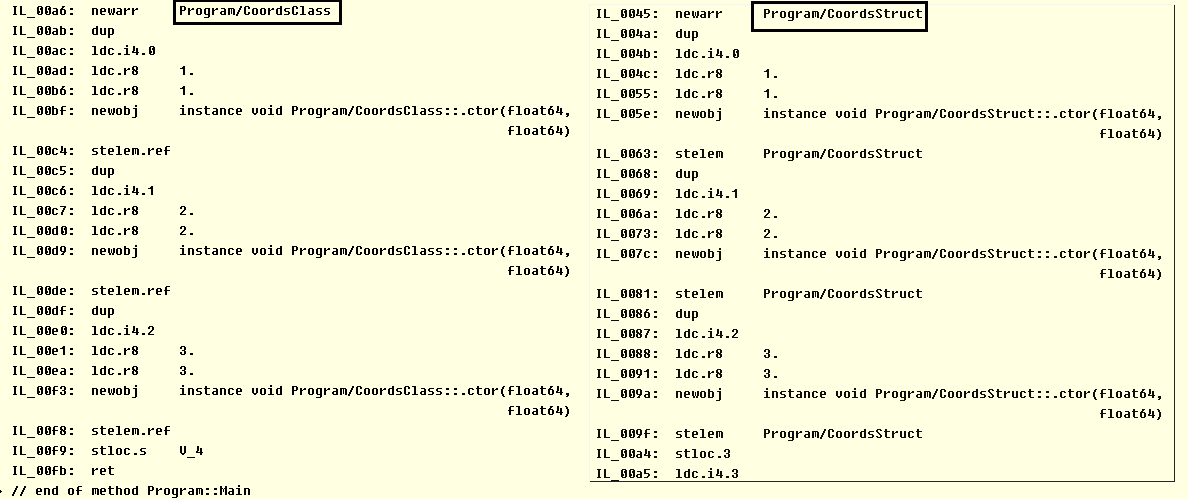 IL_00a6:  newarr     Program/CoordsClass
IL_00ab:  dup
IL_00ac:  ldc.i4.0
IL_00ad:  ldc.r8     1.
IL_00b6:  ldc.r8     1.
IL_00bf:  newobj     instance void Program/CoordsClass::.ctor(float64,
float64)
IL_00c4:  stelem.ref
IL_00c5:  dup
IL_00c6:  ldc.i4.1
IL_00c7:  ldc.r8     2.
IL_00d0:  ldc.r8     2.
IL_00d9:  newobj     instance void Program/CoordsClass::.ctor(float64,
float64)
IL_00de:  stelem.ref
IL_00df:  dup
IL_00e0:  ldc.i4.2
IL_00e1:  ldc.r8     3.
IL_00ea:  ldc.r8     3.
IL_00f3:  newobj     instance void Program/CoordsClass::.ctor(float64,
float64)
IL_00f8:  stelem.ref
IL_00f9:  stloc.s    V_4
IL_00fb:  ret
// end of method Program::Main
IL_0045:  newarr     Program/CoordsStruct
IL_004a:  dup
IL_004b:  ldc.i4.0
IL_004c:  ldc.r8     1.
IL_0055:  ldc.r8     1.
IL_005e:  newobj     instance void Program/CoordsStruct::.ctor(float64,
float64)
IL_0063:  stelem     Program/CoordsStruct
IL_0068:  dup
IL_0069:  ldc.i4.1
IL_006a:  ldc.r8     2.
IL_0073:  ldc.r8     2.
IL_007c:  newobj     instance void Program/CoordsStruct::.ctor(float64,
float64)
IL_0081:  stelem     Program/CoordsStruct
IL_0086:  dup
IL_0087:  ldc.i4.2
IL_0088:  ldc.r8     3.
IL_0091:  ldc.r8     3.
IL_009a:  newobj     instance void Program/CoordsStruct::.ctor(float64,
float64)
IL_009f:  stelem     Program/CoordsStruct
IL_00a4:  stloc.3
IL_00a5:  ldc.i4.3